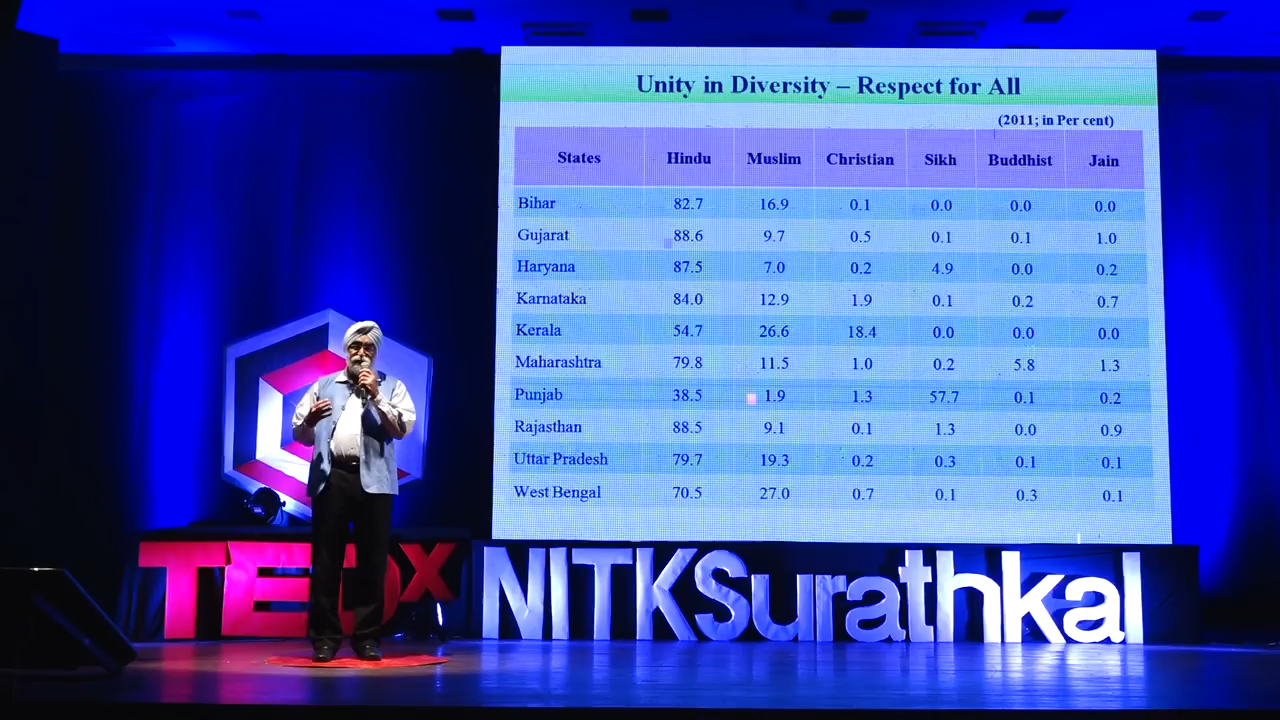 Unity in Diversity – Respect for All
(2011; in Per cent)
States Hindu Muslim Christian Sikh Buddhist Jain
Bihar 82.7 16.9 0.1 0.0 0.0 0.0
Gujarat 88.6 9.7 0.5 0.1 0.1 1.0
Haryana 87.5 7.0 0.2 4.9 0.0 0.2
Karnataka 84.0 12.9 1.9 0.1 0.2 0.7
Kerala 54.7 26.6 18.4 0.0 0.0 0.0
Maharashtra 79.8 11.5 1.0 0.2 5.8 1.3
Punjab 38.5 1.9 1.3 57.7 0.1 0.2
Rajasthan 88.5 9.1 0.1 1.3 0.0 0.9
Uttar Pradesh 79.7 19.3 0.2 0.3 0.1 0.1
West Bengal 70.5 27.0 0.7 0.1 0.3 0.1
TEDx NITKSurathkal